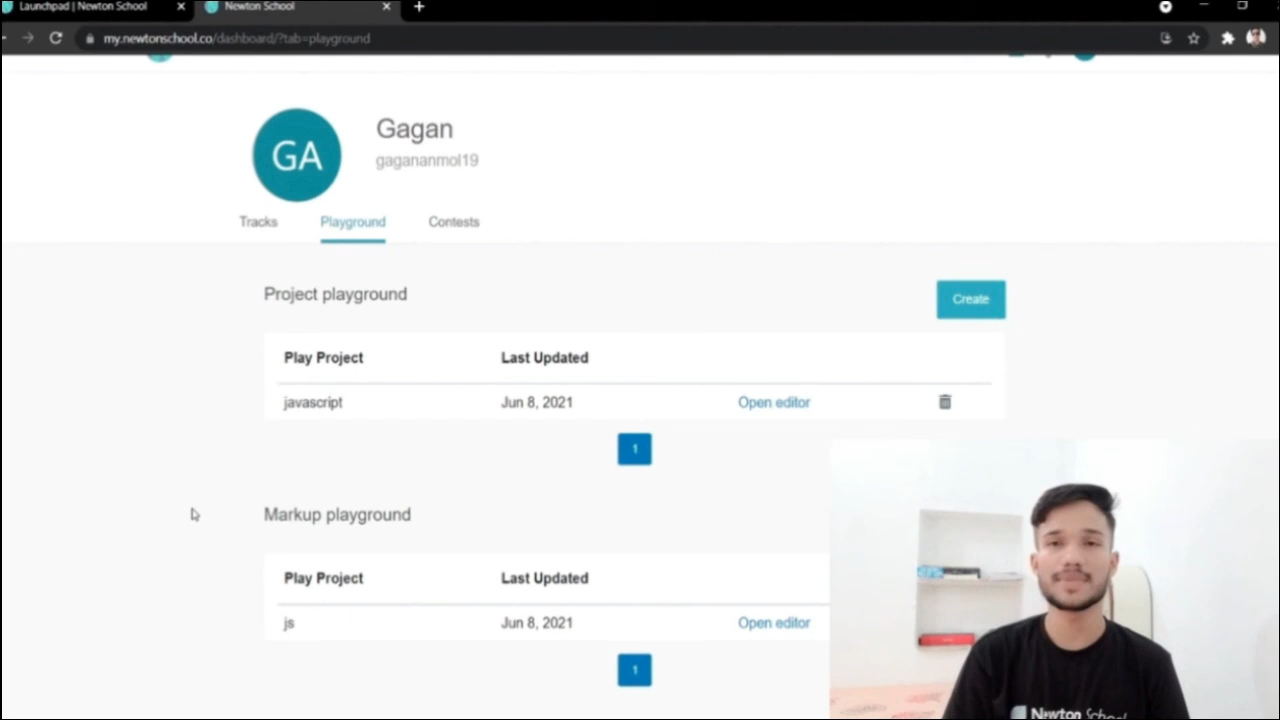 Launchpad | Newton School
Newton School
my.newtonschool.co/dashboard/?tab=playground
GA
Gagan
gagananmol19
Tracks Playground Contests
Project playground
Create
Play Project Last Updated
javascript Jun 8, 2021 Open editor
1
Markup playground
Play Project Last Updated
js Jun 8, 2021 Open editor
1
Newton School